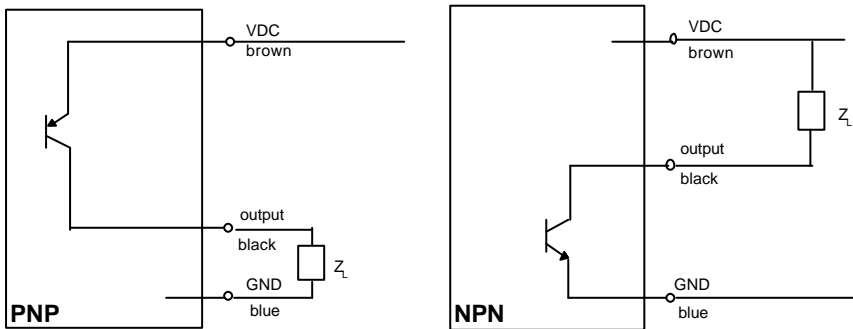 VDC
brown
output
black
Z_L
GND
blue
PNP
VDC
brown
Z_L
output
black
GND
blue
NPN